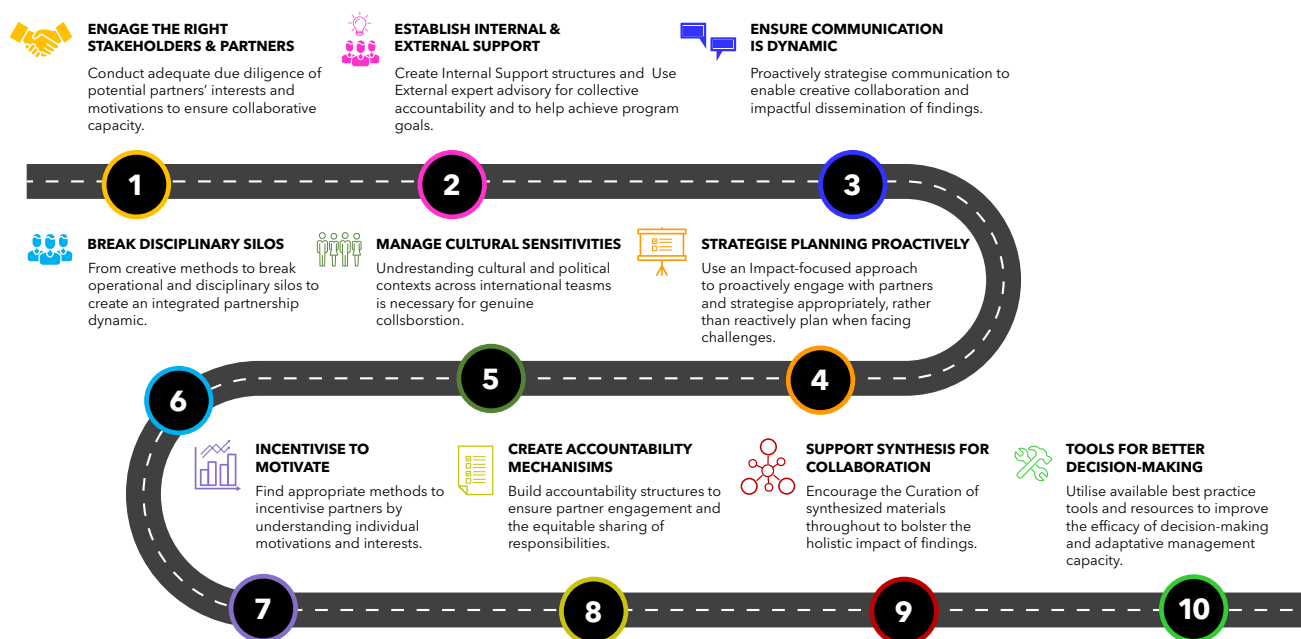 ENGAGE THE RIGHT
STAKEHOLDERS & PARTNERS
Conduct adequate due diligence of
potential partners' interests and
motivations to ensure collaborative
capacity.
ESTABLISH INTERNAL &
EXTERNAL SUPPORT
Create Internal Support structures and Use
External expert advisory for collective
accountability and to help achieve program
goals.
ENSURE COMMUNICATION
IS DYNAMIC
Proactively strategise communication to
enable creative collaboration and
impactful dissemination of findings.
1
2
3
BREAK DISCIPLINARY SILOS
From creative methods to break
operational and disciplinary silos to
create an integrated partnership
dynamic.
MANAGE CULTURAL SENSITIVITIES
Undrestanding cultural and political
contexts across international teasms
is necessary for genuine
collsborstion.
STRATEGISE PLANNING PROACTIVELY
Use an Impact-focused approach
to proactively engage with partners
and strategise appropriately, rather
than reactively plan when facing
challenges.
6
5
4
INCENTIVISE TO
MOTIVATE
Find appropriate methods to
incentivise partners by
understanding individual
motivations and interests.
CREATE ACCOUNTABILITY
MECHANISIMS
Build accountability structures to
ensure partner engagement and
the equitable sharing of
responsibilities.
SUPPORT SYNTHESIS FOR
COLLABORATION
Encourage the Curation of
synthesized materials
throughout to bolster the
holistic impact of findings.
TOOLS FOR BETTER
DECISION-MAKING
Utilise available best practice
tools and resources to improve
the efficacy of decision-making
and adaptative management
capacity.
7
8
9
10